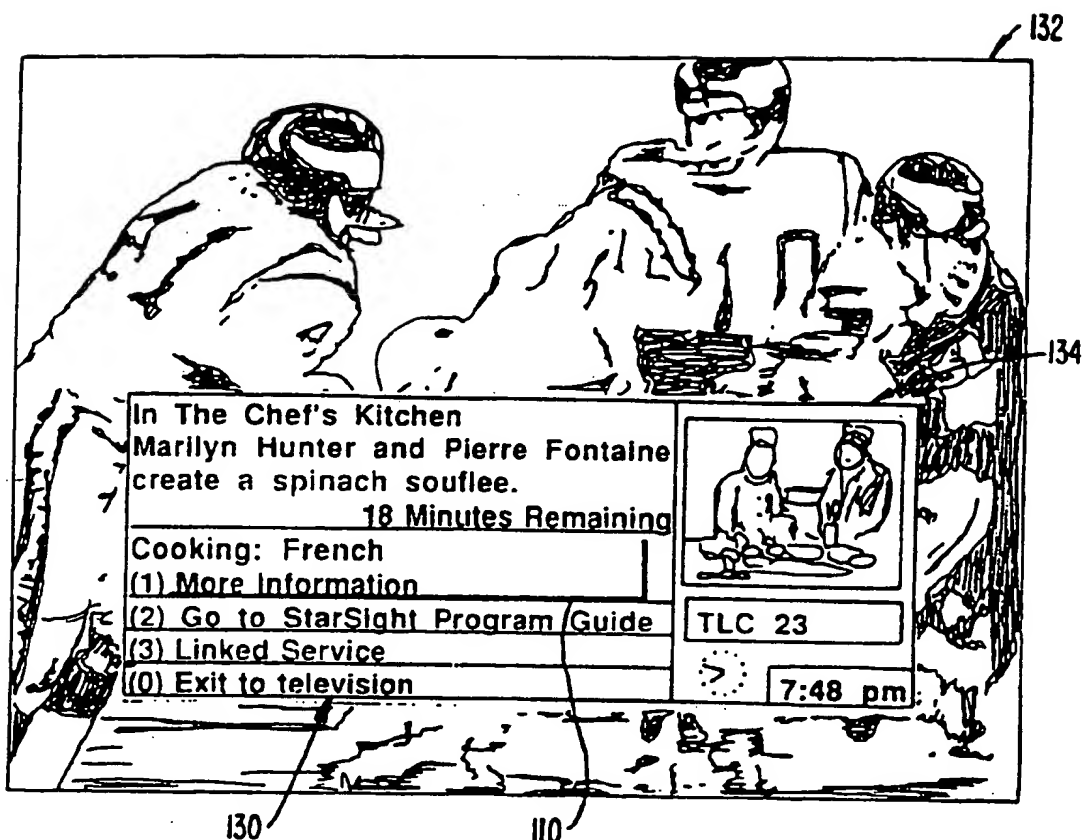 132
134
In The Chef's Kitchen
Marilyn Hunter and Pierre Fontaine
create a spinach souflee.
18 Minutes Remaining
Cooking: French
(1) More Information
(2) Go to StarSight Program Guide
(3) Linked Service
(0) Exit to television
TLC 23
7:48 pm
130
110